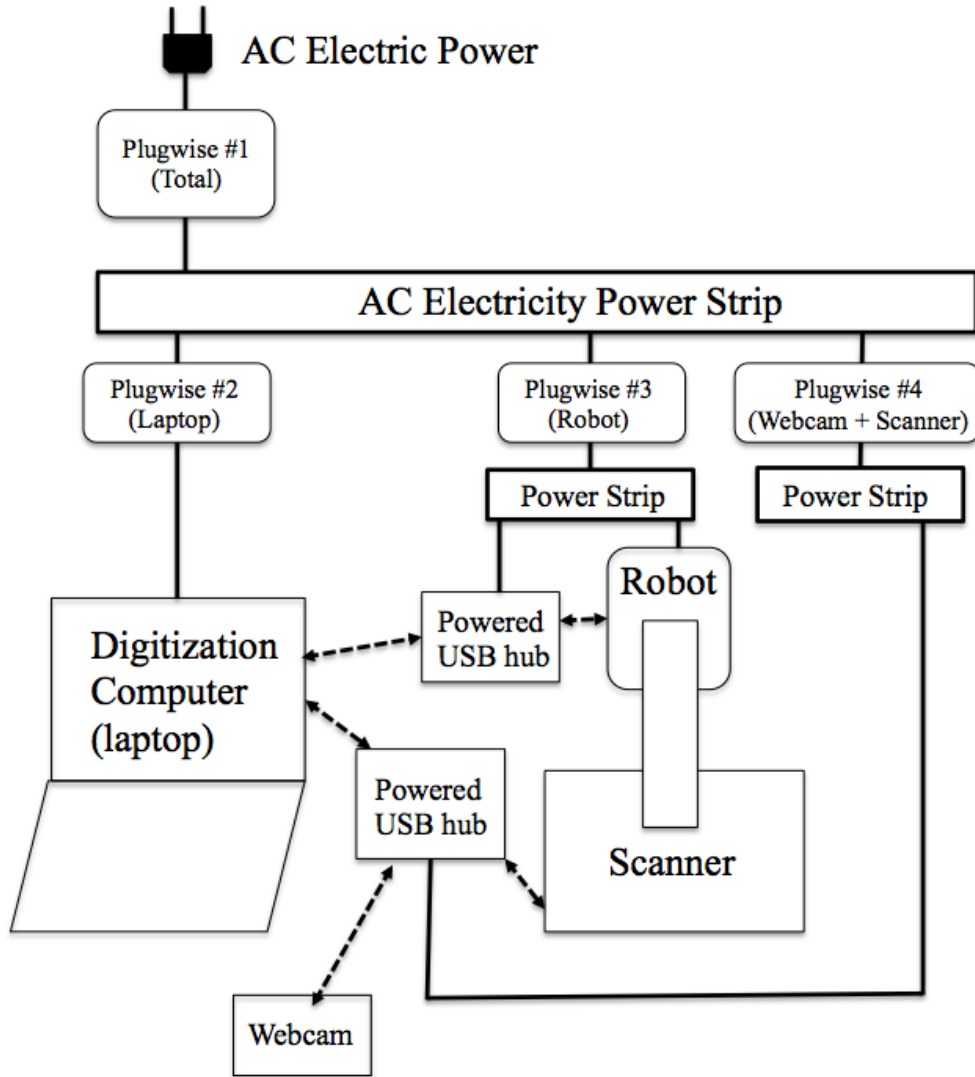 AC Electric Power
Plugwise #1
(Total)
AC Electricity Power Strip
Plugwise #2
(Laptop)
Plugwise #3
(Robot)
Plugwise #4
(Webcam + Scanner)
Power Strip
Power Strip
Robot
Powered
USB hub
Digitization
Computer
(laptop)
Powered
USB hub
Scanner
Webcam